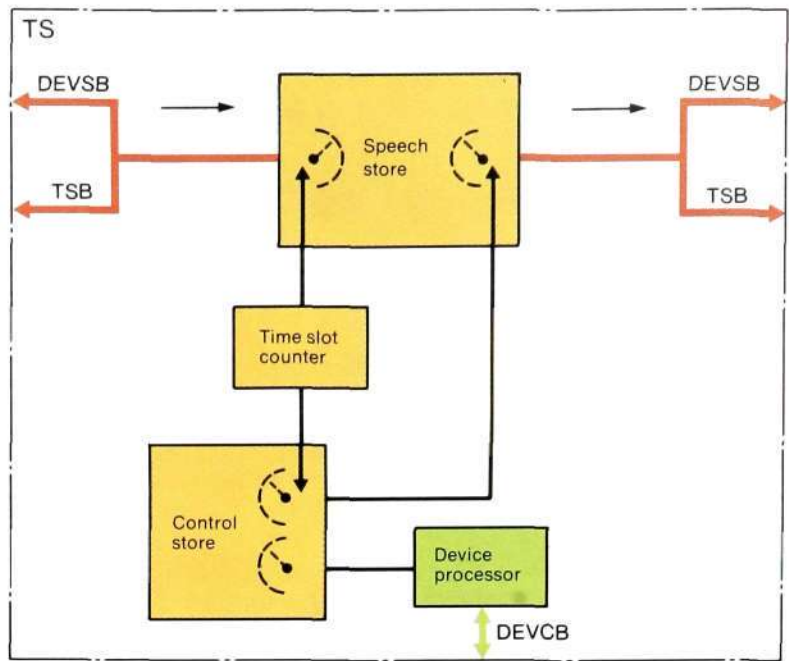 TS
DEVSB
DEVSB
Speech
store
TSB
TSB
Time slot
counter
Control
store
Device
processor
DEVCB